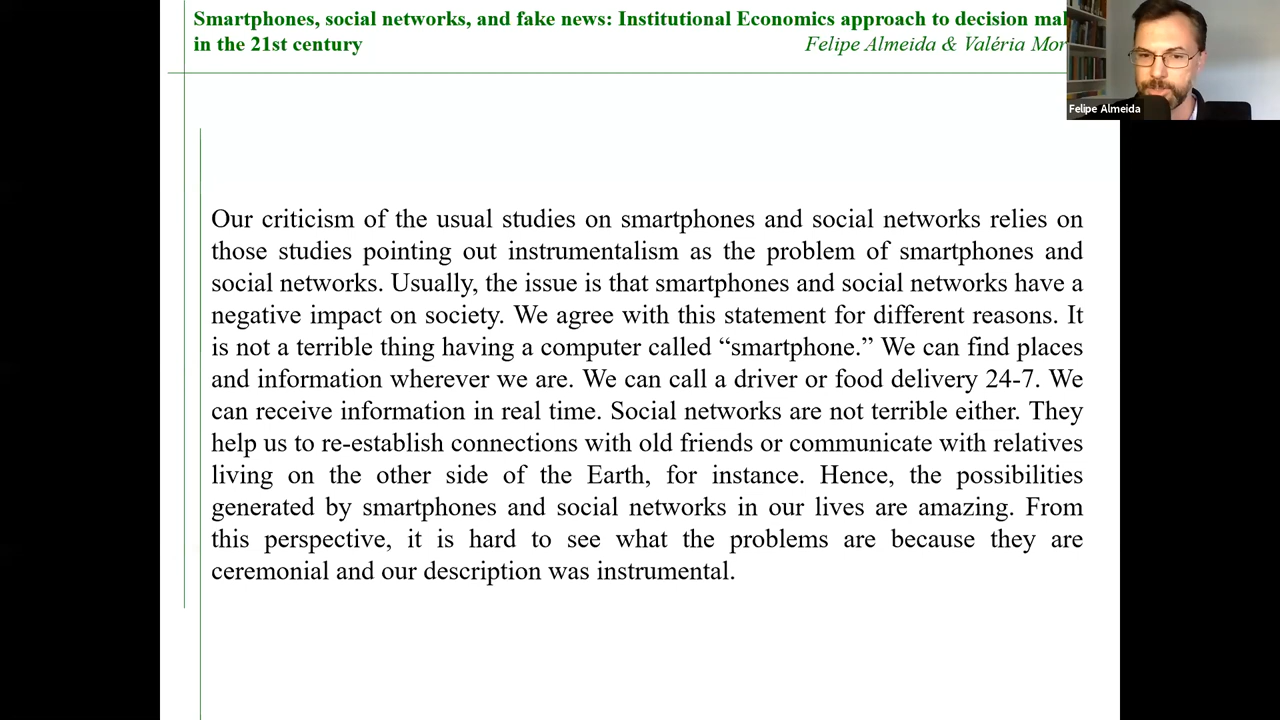 Smartphones, social networks, and fake news: Institutional Economics approach to decision
in the 21st century
Felipe Almeida & Valéria
Felipe Almeida
Our criticism of the usual studies on smartphones and social networks relies on
those studies pointing out instrumentalism as the problem of smartphones and
social networks. Usually, the issue is that smartphones and social networks have a
negative impact on society. We agree with this statement for different reasons. It
is not a terrible thing having a computer called “smartphone.” We can find places
and information wherever we are. We can call a driver or food delivery 24-7. We
can receive information in real time. Social networks are not terrible either. They
help us to re-establish connections with old friends or communicate with relatives
living on the other side of the Earth, for instance. Hence, the possibilities
generated by smartphones and social networks in our lives are amazing. From
this perspective, it is hard to see what the problems are because they are
ceremonial and our description was instrumental.